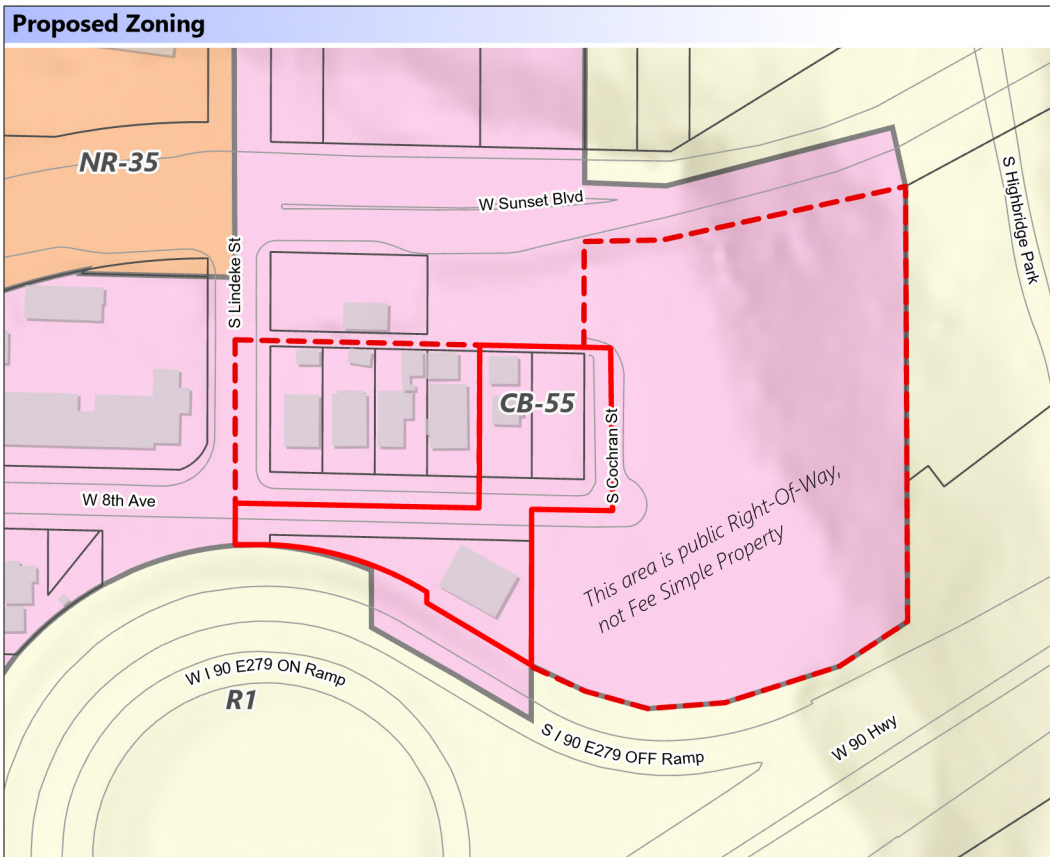 Proposed Zoning
NR-35
S Highbridge Park
W Sunset Blvd
S Lindeke St
CB-55
S Cochran St
W 8th Ave
This area is public Right-Of-Way,
not Fee Simple Property
W I 90 E279 ON Ramp
R1
S I 90 E279 OFF Ramp
W 90 Hwy